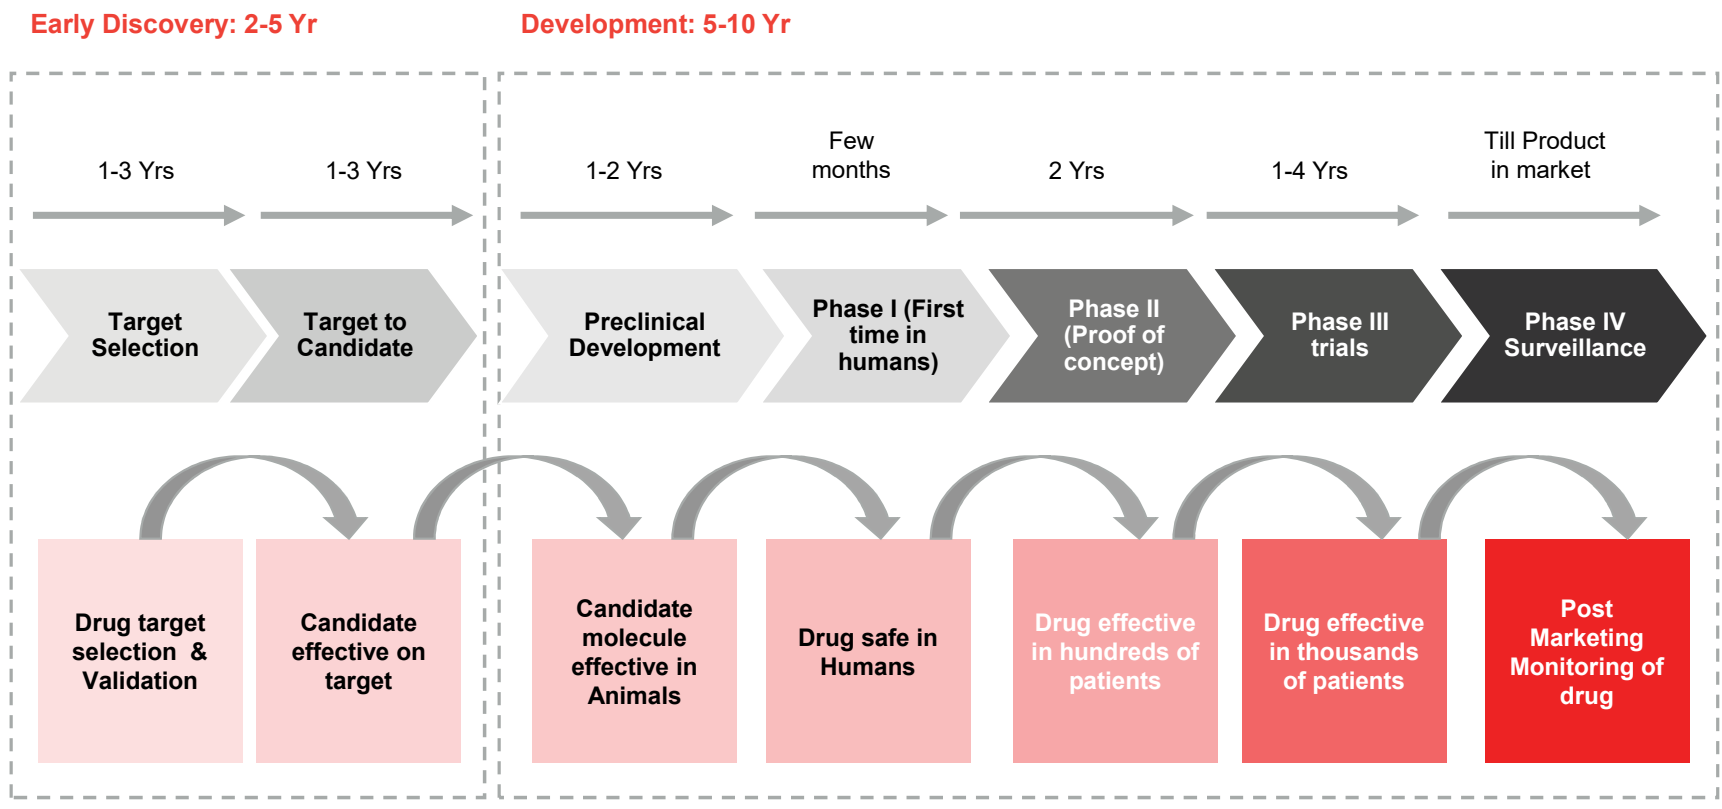 Early Discovery: 2-5 Yr
Development: 5-10 Yr
1-3 Yrs
1-3 Yrs
1-2 Yrs
Few
months
2 Yrs
1-4 Yrs
Till Product
in market
Target
Selection
Target to
Candidate
Preclinical
Development
Phase I (First
time in
humans)
Phase II
(Proof of
concept)
Phase III
trials
Phase IV
Surveillance
Drug target
selection &
Validation
Candidate
effective on
target
Candidate
molecule
effective in
Animals
Drug safe in
Humans
Drug effective
in hundreds of
patients
Drug effective
in thousands
of patients
Post
Marketing
Monitoring of
drug